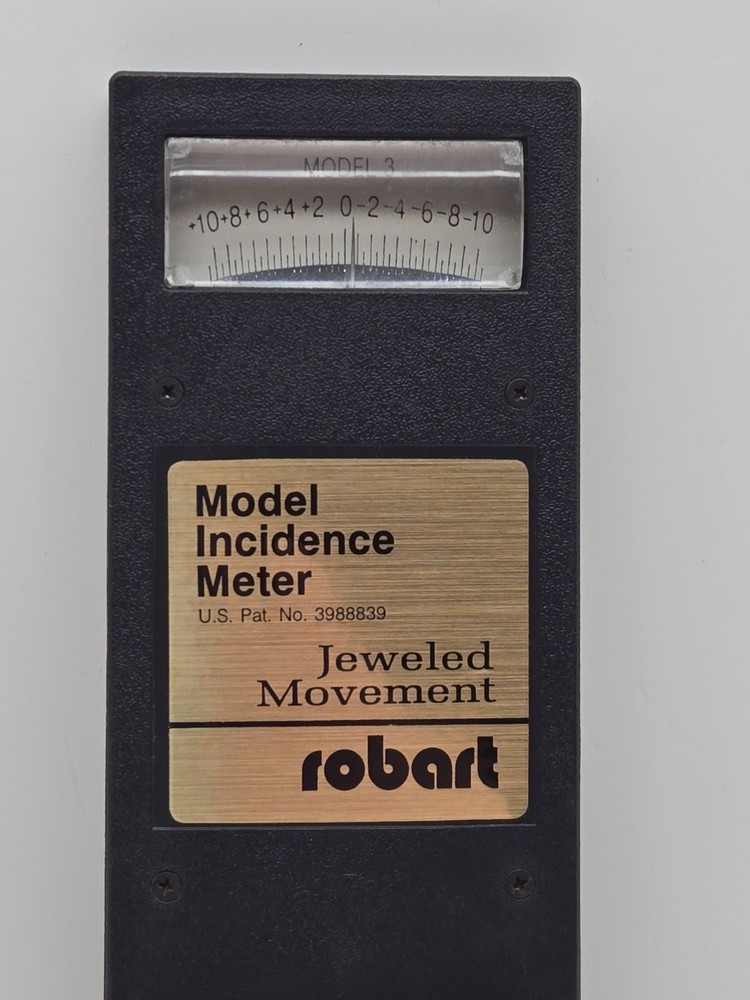 MODEL 3
+10+8+6+4+2 0-2-4-6-8-10
Model
Incidence
Meter
U.S. Pat. No. 3988839
Jeweled
Movement
robart